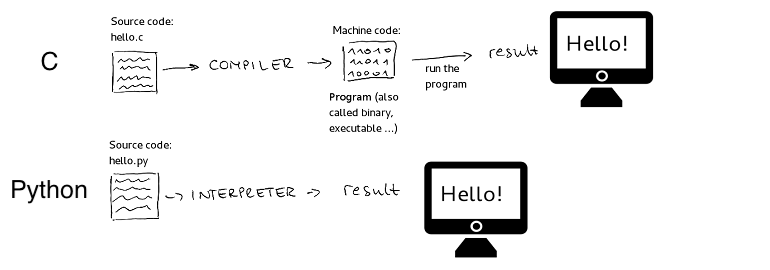 Source code:
hello.c
C
COMPILER
Machine code:
11010
11011
10001
Program (also
called binary,
executable ...)
run the
program
result
Hello!
Source code:
hello.py
Python
INTERPRETER
result
Hello!